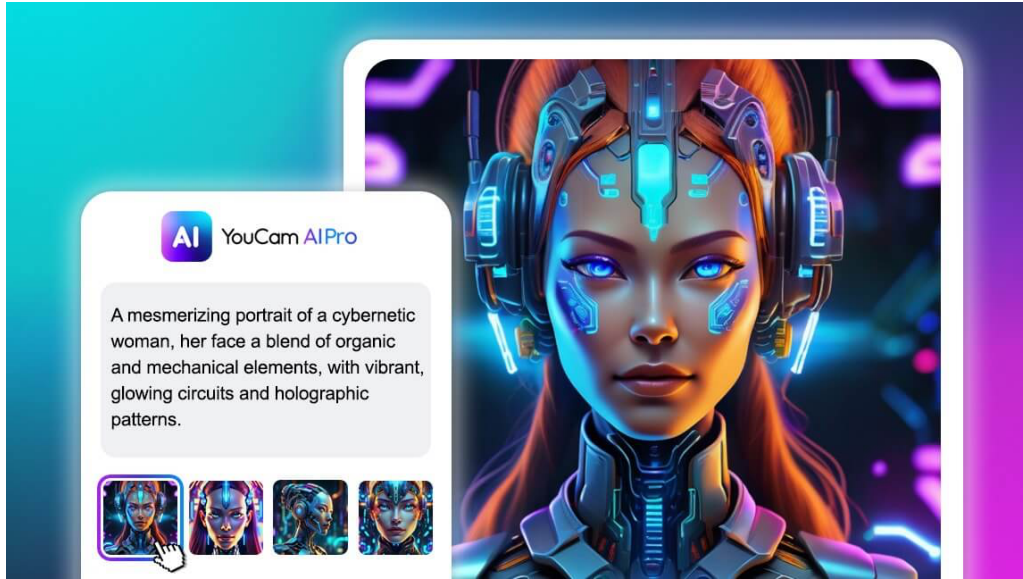 AI YouCam AI Pro
A mesmerizing portrait of a cybernetic
woman, her face a blend of organic
and mechanical elements, with vibrant,
glowing circuits and holographic
patterns.